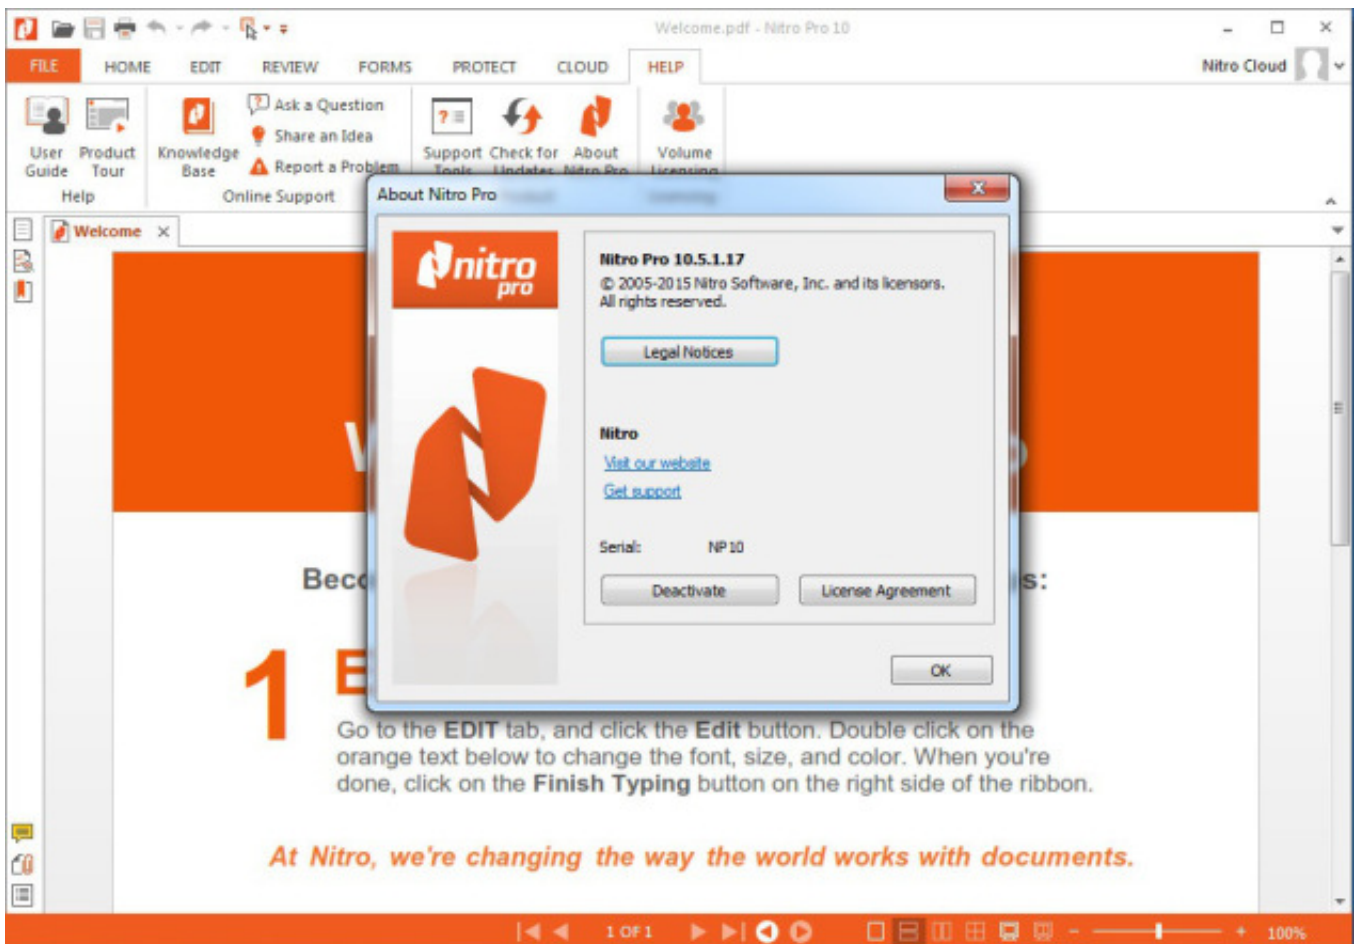 Welcome.pdf - Nitro Pro 10
FILE HOME EDIT REVIEW FORMS PROTECT CLOUD HELP
Nitro Cloud
User Guide
Product Tour
Help
Knowledge Base
Ask a Question
Share an Idea
Report a Problem
Online Support
Support Tools
Check for Updates
About Nitro Pro
Volume Licensing
Welcome
About Nitro Pro
nitro
pro
Nitro Pro 10.5.1.17
© 2005-2015 Nitro Software, Inc. and its licensors.
All rights reserved.
Legal Notices
Nitro
Visit our website
Get support
Serial: NP10
Deactivate
License Agreement
OK
1
Go to the EDIT tab, and click the Edit button. Double click on the
orange text below to change the font, size, and color. When you're
done, click on the Finish Typing button on the right side of the ribbon.
At Nitro, we're changing the way the world works with documents.
1 OF 1
100%